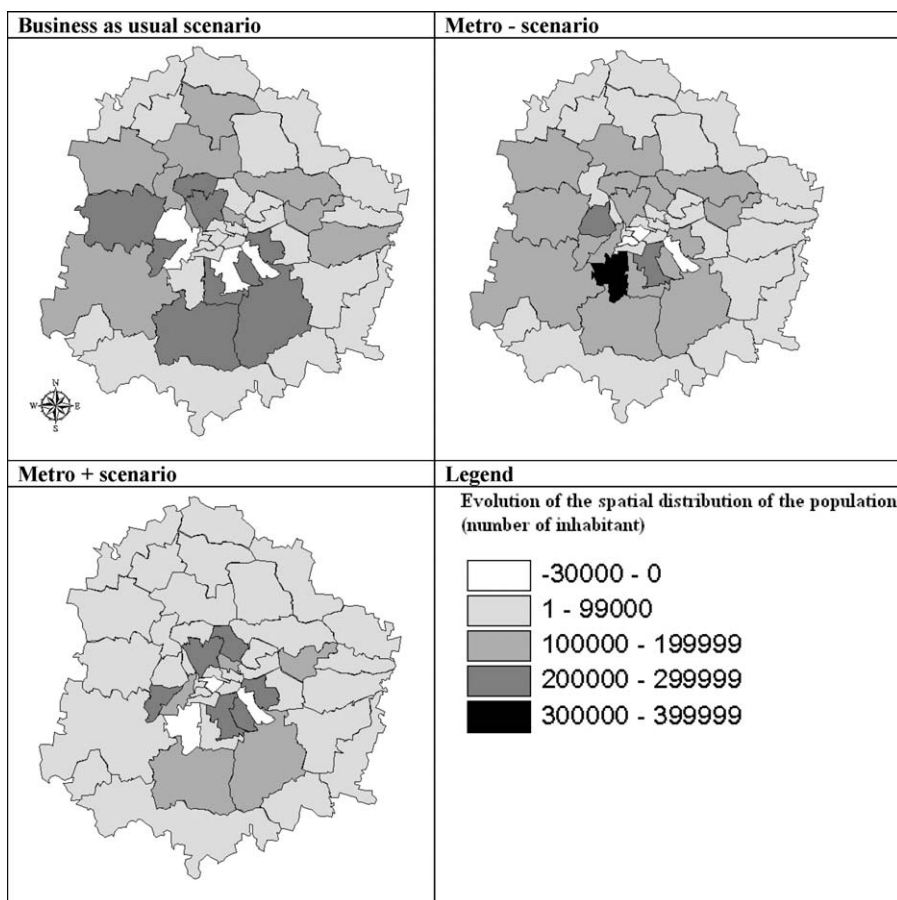 Business as usual scenario
Metro - scenario
N
W E
S
Metro + scenario
Legend
Evolution of the spatial distribution of the population
(number of inhabitant)
-30000 - 0
1 - 99000
100000 - 199999
200000 - 299999
300000 - 399999